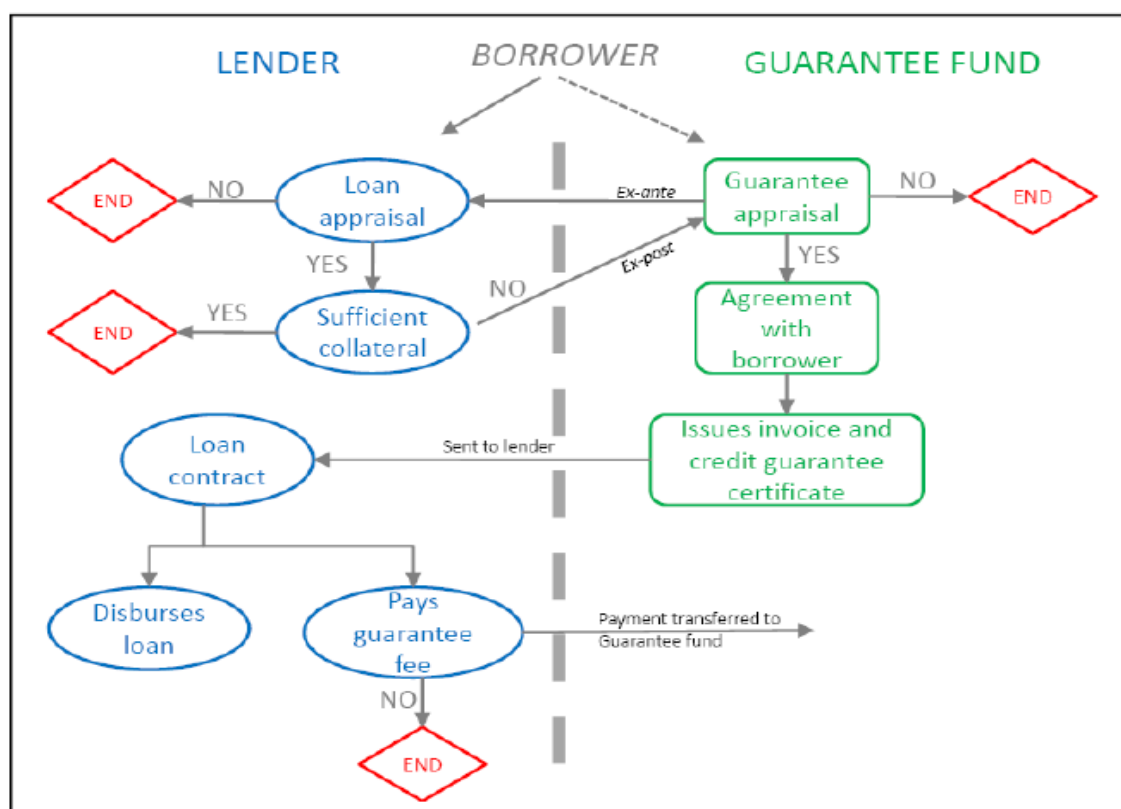 LENDER
BORROWER
GUARANTEE FUND
END
NO
Loan
appraisal
Ex-ante
Guarantee
appraisal
NO
END
YES
Ex-post
YES
END
YES
Sufficient
collateral
NO
Agreement
with
borrower
Loan
contract
Sent to lender
Issues invoice and
credit guarantee
certificate
Disburses
loan
Pays
guarantee
fee
Payment transferred to
Guarantee fund
NO
END